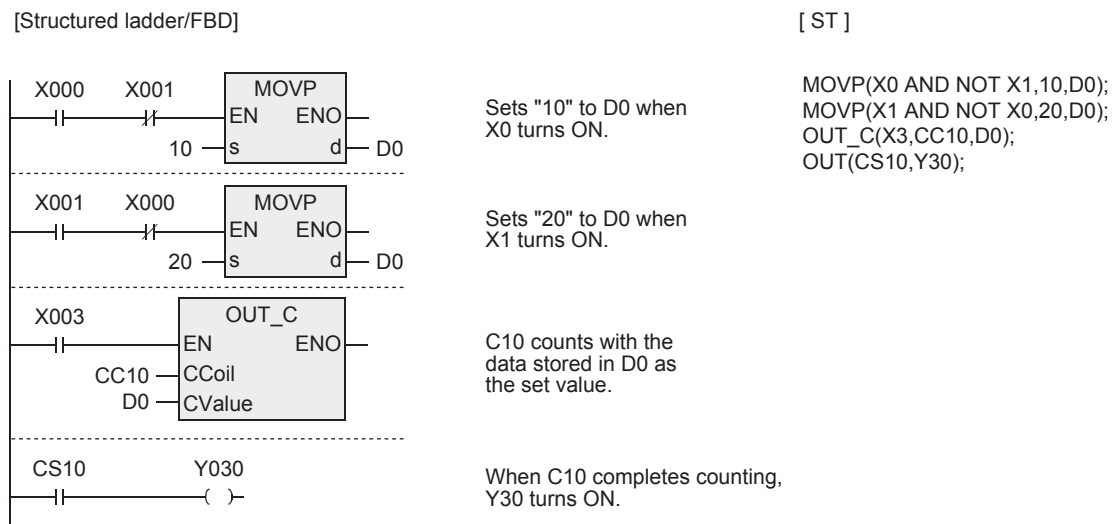 [Structured ladder/FBD]
[ ST ]
X000 X001 MOVP
EN ENO
10 s d D0
Sets "10" to D0 when
X0 turns ON.
MOVP(X0 AND NOT X1,10,D0);
MOVP(X1 AND NOT X0,20,D0);
OUT_C(X3,CC10,D0);
OUT(CS10,Y30);
X001 X000 MOVP
EN ENO
20 s d D0
Sets "20" to D0 when
X1 turns ON.
X003 OUT_C
EN ENO
CC10 CCoil
D0 CValue
C10 counts with the
data stored in D0 as
the set value.
CS10 Y030
When C10 completes counting,
Y30 turns ON.